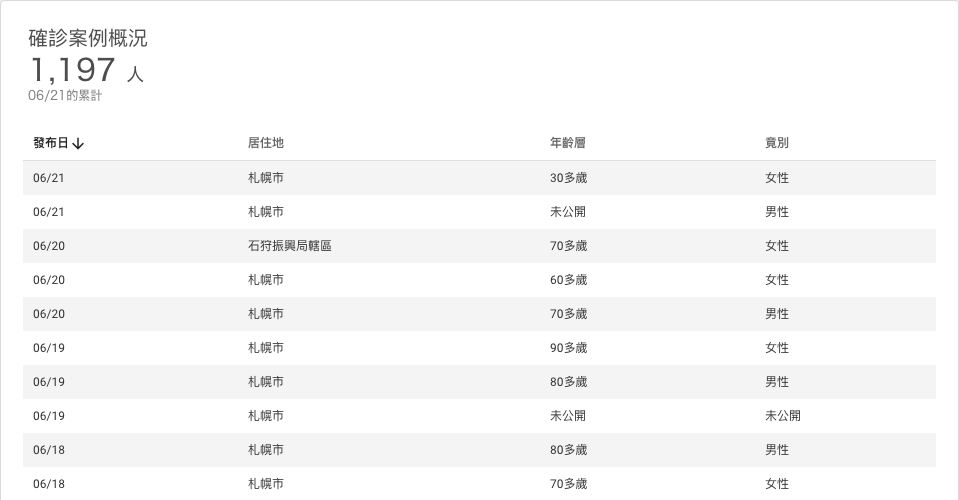 確診案例概況
1,197 人
06/21的累計
發布日↓ 居住地 年齡層 竟別
06/21 札幌市 30多歲 女性
06/21 札幌市 未公開 男性
06/20 石狩振興局轄區 70多歲 女性
06/20 札幌市 60多歲 女性
06/20 札幌市 70多歲 男性
06/19 札幌市 90多歲 女性
06/19 札幌市 80多歲 男性
06/19 札幌市 未公開 未公開
06/18 札幌市 80多歲 男性
06/18 札幌市 70多歲 女性